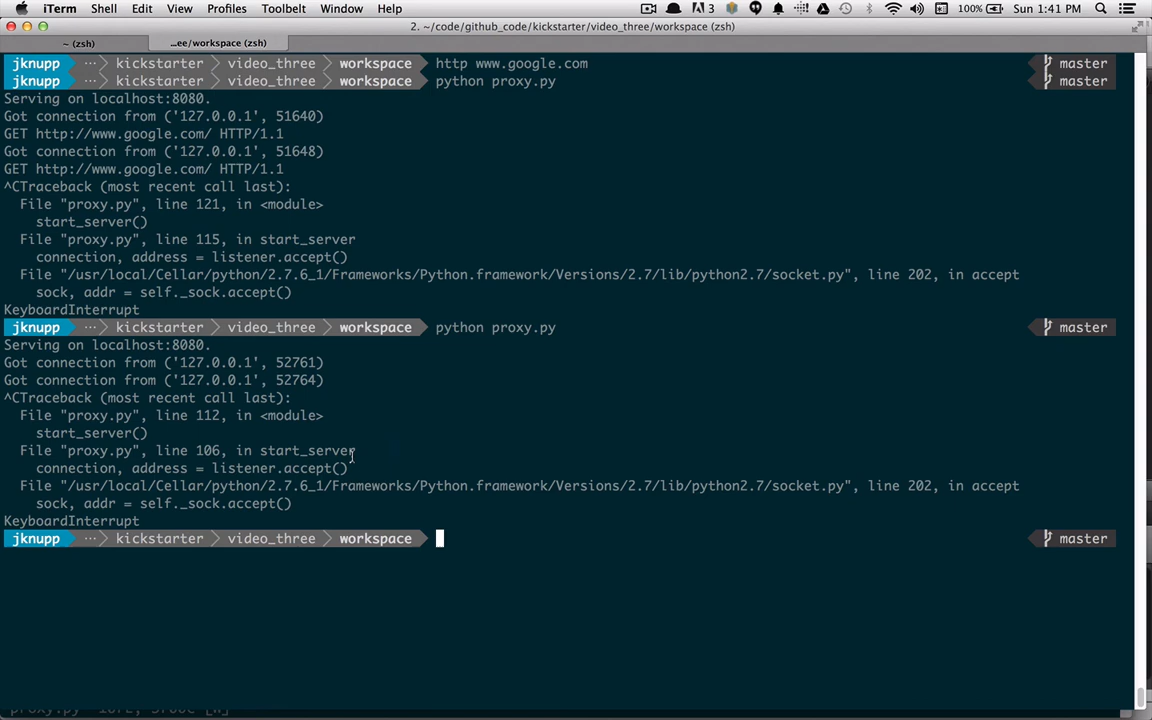 iTerm Shell Edit View Profiles Toolbelt Window Help 3 100% Sun 1:41 PM
2. ~/code/github_code/kickstarter/video_three/workspace (zsh)
~ (zsh) ...ee/workspace (zsh)
jknupp ··· kickstarter video_three workspace http www.google.com master
jknupp ··· kickstarter video_three workspace python proxy.py master
Serving on localhost:8080.
Got connection from ('127.0.0.1', 51640)
GET http://www.google.com/ HTTP/1.1
Got connection from ('127.0.0.1', 51648)
GET http://www.google.com/ HTTP/1.1
^CTraceback (most recent call last):
  File "proxy.py", line 121, in <module>
    start_server()
  File "proxy.py", line 115, in start_server
    connection, address = listener.accept()
  File "/usr/local/Cellar/python/2.7.6_1/Frameworks/Python.framework/Versions/2.7/lib/python2.7/socket.py", line 202, in accept
    sock, addr = self._sock.accept()
KeyboardInterrupt
jknupp ··· kickstarter video_three workspace python proxy.py master
Serving on localhost:8080.
Got connection from ('127.0.0.1', 52761)
Got connection from ('127.0.0.1', 52764)
^CTraceback (most recent call last):
  File "proxy.py", line 112, in <module>
    start_server()
  File "proxy.py", line 106, in start_server
    connection, address = listener.accept()
  File "/usr/local/Cellar/python/2.7.6_1/Frameworks/Python.framework/Versions/2.7/lib/python2.7/socket.py", line 202, in accept
    sock, addr = self._sock.accept()
KeyboardInterrupt
jknupp ··· kickstarter video_three workspace master